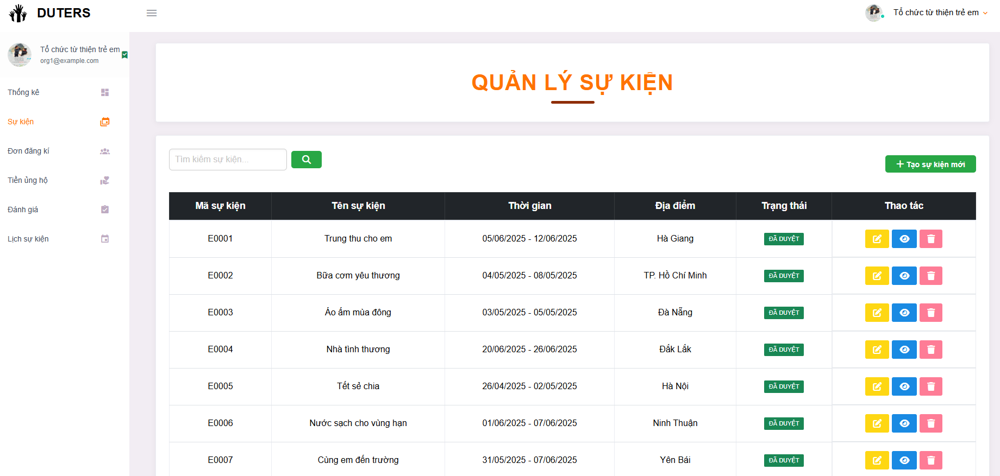 DUTERS
Tổ chức từ thiện trẻ em
Tổ chức từ thiện trẻ em
org1@example.com
Thống kê
Sự kiện
Đơn đăng kí
Tiền ủng hộ
Đánh giá
Lịch sự kiện
QUẢN LÝ SỰ KIỆN
Tìm kiếm sự kiện...
Tạo sự kiện mới
Mã sự kiện Tên sự kiện Thời gian Địa điểm Trạng thái Thao tác
E0001 Trung thu cho em 05/06/2025 - 12/06/2025 Hà Giang ĐÃ DUYỆT
E0002 Bữa cơm yêu thương 04/05/2025 - 08/05/2025 TP. Hồ Chí Minh ĐÃ DUYỆT
E0003 Áo ấm mùa đông 03/05/2025 - 05/05/2025 Đà Nẵng ĐÃ DUYỆT
E0004 Nhà tình thương 20/06/2025 - 26/06/2025 Đắk Lắk ĐÃ DUYỆT
E0005 Tết sẻ chia 26/04/2025 - 02/05/2025 Hà Nội ĐÃ DUYỆT
E0006 Nước sạch cho vùng hạn 01/06/2025 - 07/06/2025 Ninh Thuận ĐÃ DUYỆT
E0007 Cùng em đến trường 31/05/2025 - 07/06/2025 Yên Bái ĐÃ DUYỆT